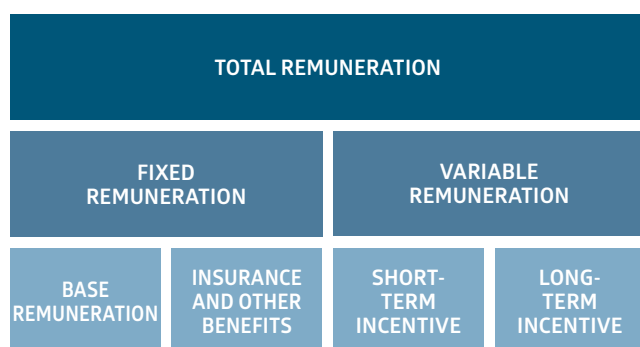 TOTAL REMUNERATION
FIXED
REMUNERATION
VARIABLE
REMUNERATION
BASE
REMUNERATION
INSURANCE
AND OTHER
BENEFITS
SHORT-
TERM
INCENTIVE
LONG-
TERM
INCENTIVE